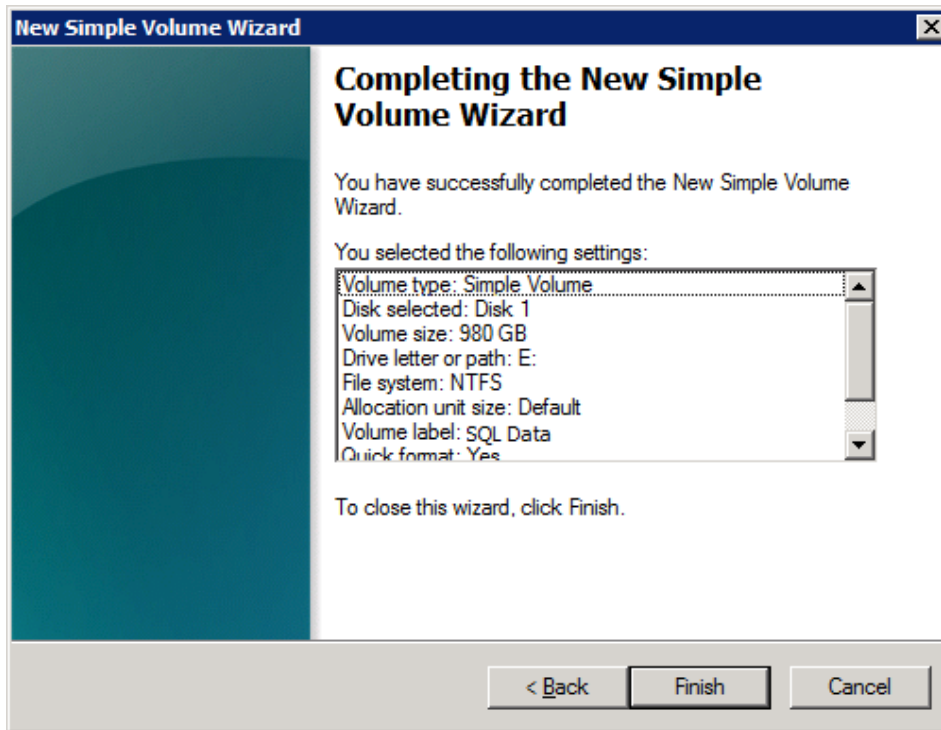 New Simple Volume Wizard
Completing the New Simple
Volume Wizard
You have successfully completed the New Simple Volume
Wizard.
You selected the following settings:
Volume type: Simple Volume
Disk selected: Disk 1
Volume size: 980 GB
Drive letter or path: E:
File system: NTFS
Allocation unit size: Default
Volume label: SQL Data
Quick format: Yes
To close this wizard, click Finish.
< Back
Finish
Cancel